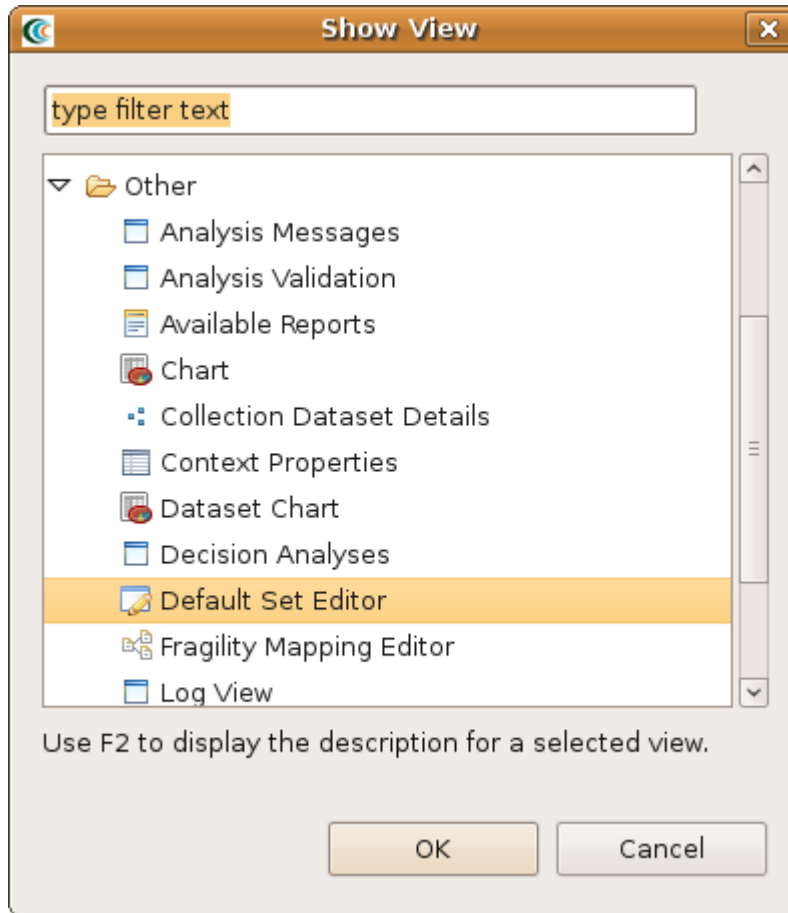 Show View
type filter text
Other
Analysis Messages
Analysis Validation
Available Reports
Chart
Collection Dataset Details
Context Properties
Dataset Chart
Decision Analyses
Default Set Editor
Fragility Mapping Editor
Log View
Use F2 to display the description for a selected view.
OK Cancel